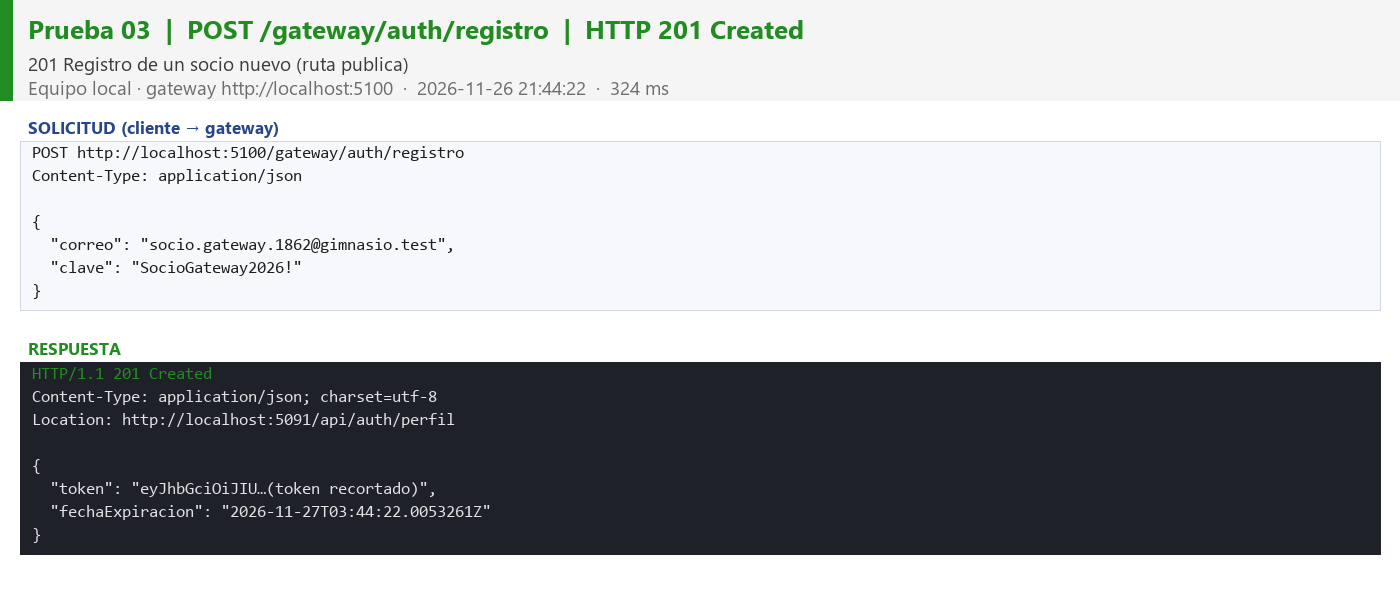 Prueba 03 | POST /gateway/auth/registro | HTTP 201 Created
201 Registro de un socio nuevo (ruta publica)
Equipo local · gateway http://localhost:5100 · 2026-11-26 21:44:22 · 324 ms
SOLICITUD (cliente → gateway)
POST http://localhost:5100/gateway/auth/registro
Content-Type: application/json
{
  "correo": "socio.gateway.1862@gimnasio.test",
  "clave": "SocioGateway2026!"
}
RESPUESTA
HTTP/1.1 201 Created
Content-Type: application/json; charset=utf-8
Location: http://localhost:5091/api/auth/perfil
{
  "token": "eyJhbGciOiJIU…(token recortado)",
  "fechaExpiracion": "2026-11-27T03:44:22.0053261Z"
}